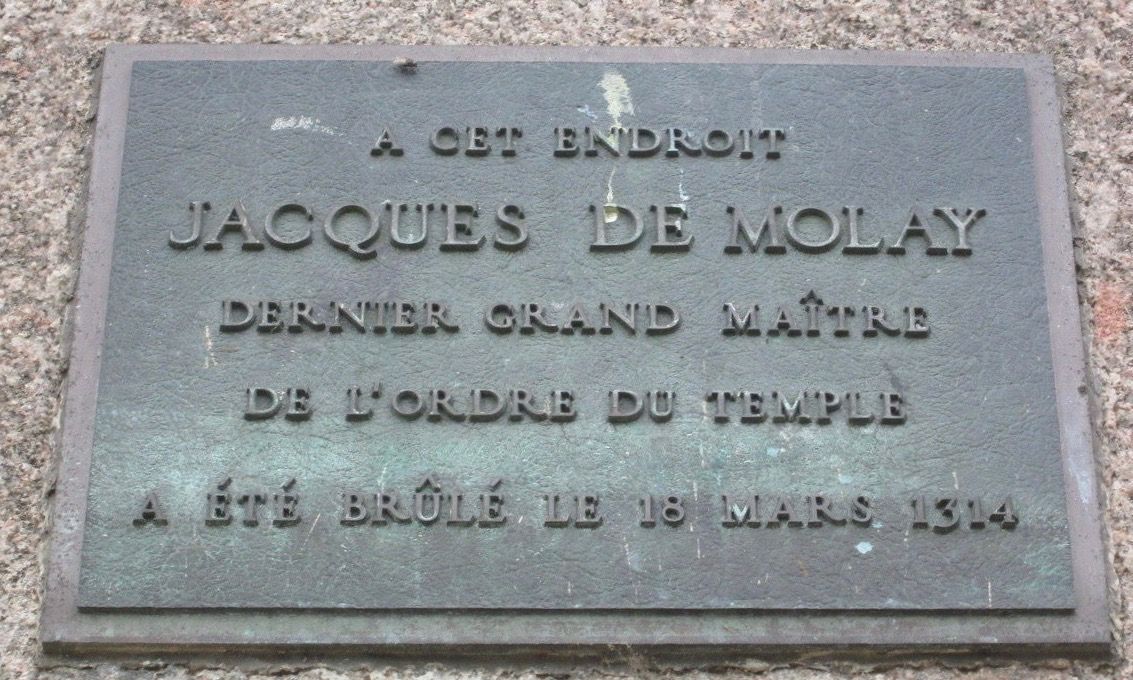 A CET ENDROIT
JACQUES DE MOLAY
DERNIER GRAND MAÎTRE
DE L'ORDRE DU TEMPLE
A ÉTÉ BRÛLÉ LE 18 MARS 1314